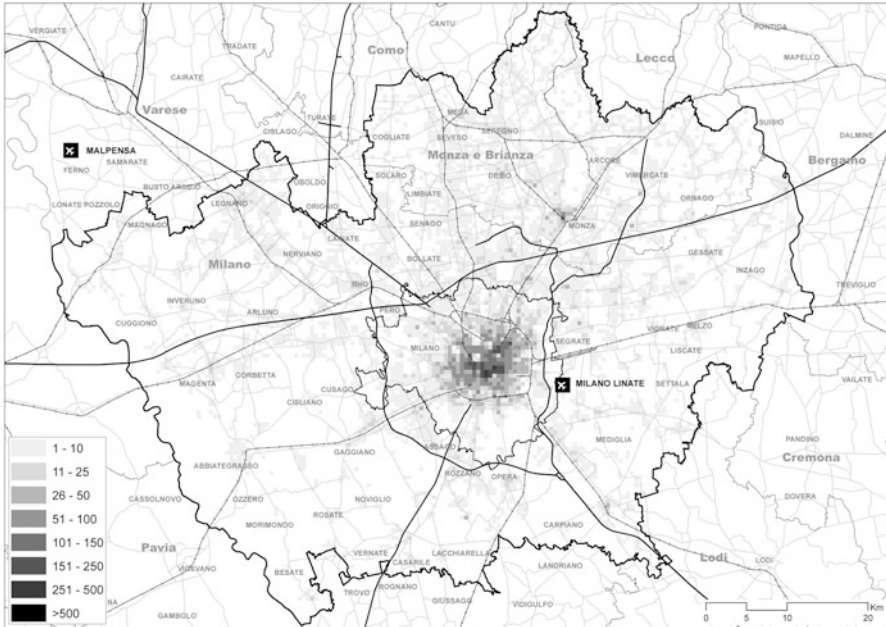 VERGIATE
TRADATE
Como
CANTU
Lecco
PONTIDA
MAPELLO
CAIRATE
Varese
TURATE
CISLAGO
COGLIATE
MEDA
SEVESO
SEREGNO
SUISIO
DALMINE
MALPENSA
SAMARATE
FERNO
BUSTO ARSIZIO
UBOLDO
SOLARO
Monza e Brianza
DESIO
ARCORE
VIMERCATE
Bergamo
LONATE POZZOLO
LEGNANO
ORIGGIO
LIMBIATE
ORNAGO
MAGNAGO
SENAGO
MONZA
LAINATE
NERVIANO
BOLLATE
GESSATE
Milano
RHO
INZAGO
INVERUNO
ARLUNO
PERO
TREVIGLIO
CUGGIONO
MILANO
SEGRATE
VIGNATE
MELZO
LISCATE
MAGENTA
CORBETTA
CUSAGO
MILANO LINATE
SETTALA
VAILATE
CISLIANO
1 - 10
11 - 25
26 - 50
51 - 100
101 - 150
151 - 250
251 - 500
>500
ABBIATEGRASSO
GAGGIANO
ASSAGO
MEDIGLIA
PANDINO
Cremona
CASSOLNOVO
OZZERO
ROZZANO
OPERA
DOVERA
NOVIGLIO
ROSATE
MORIMONDO
CARPIANO
Pavia
VERNATE
LACCHIARELLA
Lodi
LODI
VIGEVANO
BESATE
CASARILE
LANDRIANO
ROGNANO
TROVO
GIUSSAGO
VIDIGULFO
GAMBOLO'
Km
0 5 10 20